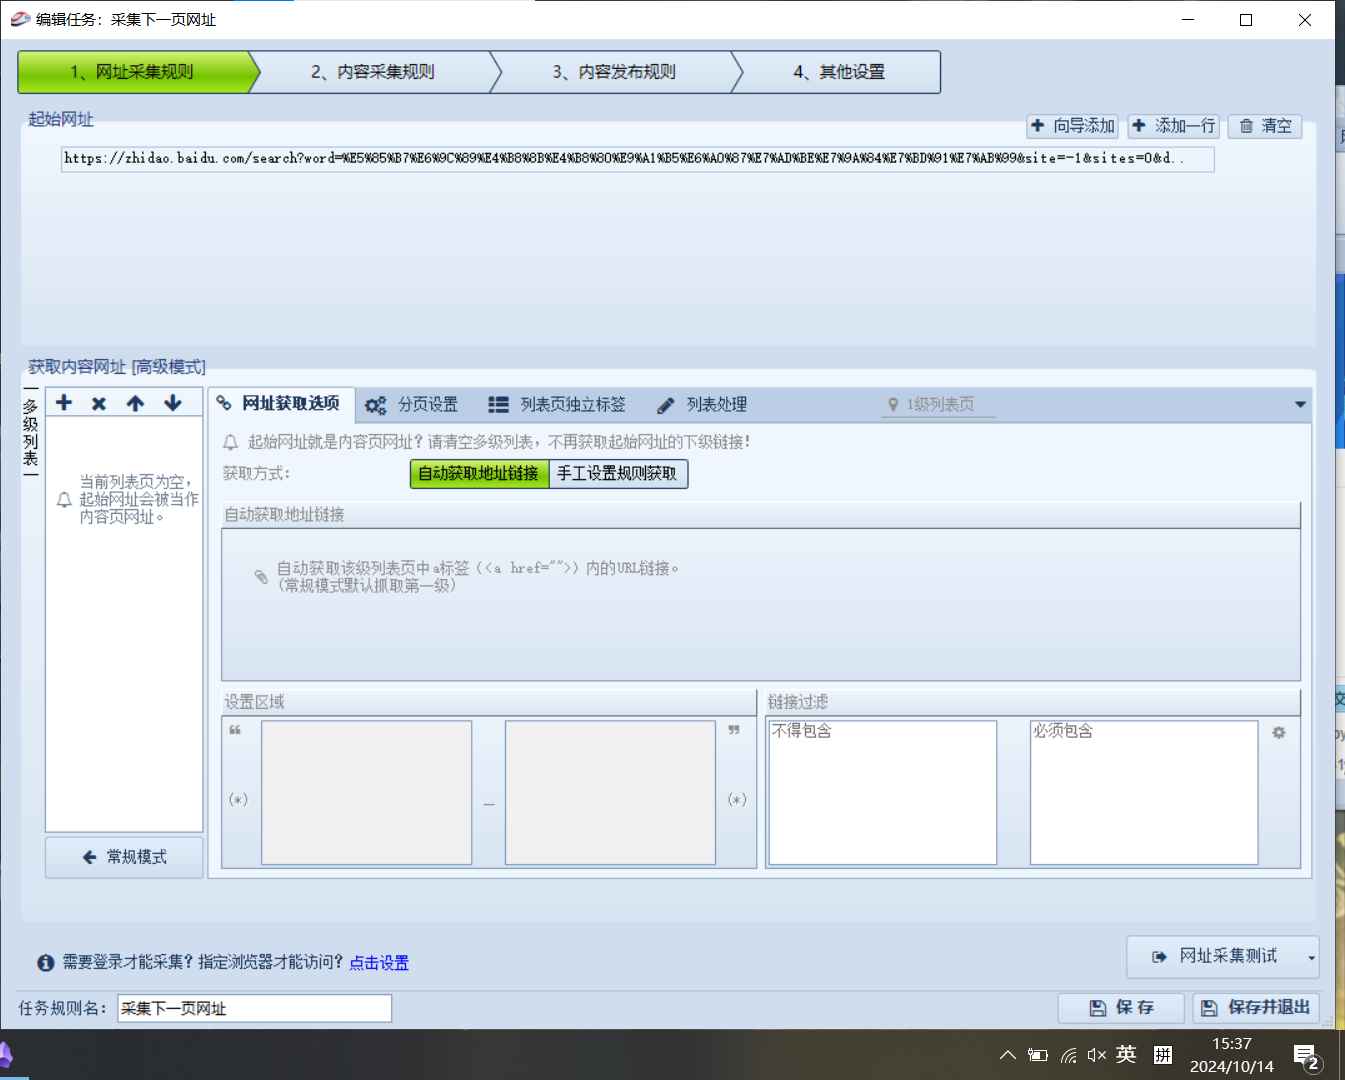 编辑任务：采集下一页网址
1、网址采集规则
2、内容采集规则
3、内容发布规则
4、其他设置
起始网址
向导添加
添加一行
清空
https://zhidao.baidu.com/search?word=%E5%85%B7%E6%9C%89%E4%B8%8B%E4%B8%80%E9%A1%B5%E6%A0%87%E7%AD%BE%E7%9A%84%E7%BD%91%E7%AB%99&site=-1&sites=0&d..
获取内容网址 [高级模式]
多级列表
网址获取选项
分页设置
列表页独立标签
列表处理
1级列表页
当前列表页为空，
起始网址会被当作
内容页网址。
起始网址就是内容页网址？请清空多级列表，不再获取起始网址的下级链接！
获取方式：
自动获取地址链接
手工设置规则获取
自动获取地址链接
自动获取该级列表页中a标签（<a href="">）内的URL链接。
(常规模式默认抓取第一级)
设置区域
链接过滤
不得包含
必须包含
(*)
—
(*)
常规模式
需要登录才能采集？指定浏览器才能访问？点击设置
网址采集测试
任务规则名：
采集下一页网址
保 存
保存并退出
英
拼
15:37
2024/10/14
2